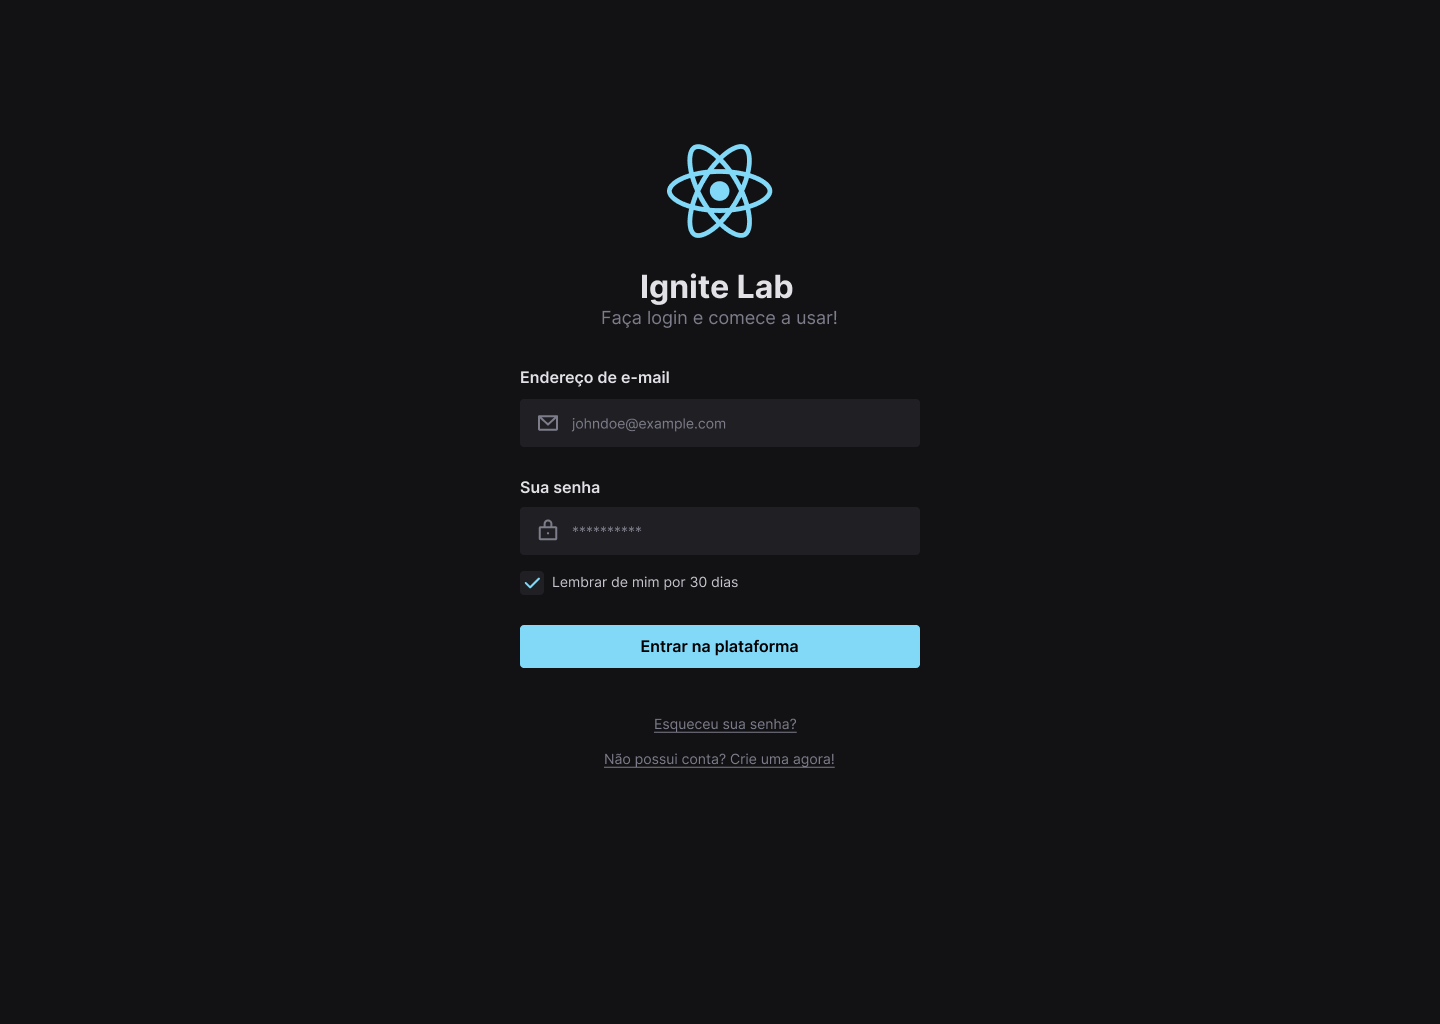 Ignite Lab
Faça login e comece a usar!
Endereço de e-mail
johndoe@example.com
Sua senha
**********
Lembrar de mim por 30 dias
Entrar na plataforma
Esqueceu sua senha?
Não possui conta? Crie uma agora!